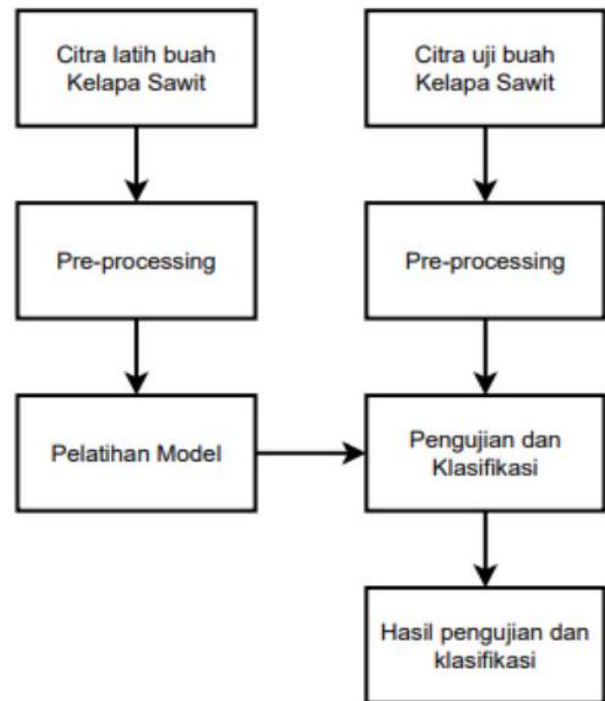 Citra latih buah
Kelapa Sawit
Citra uji buah
Kelapa Sawit
Pre-processing
Pre-processing
Pelatihan Model
Pengujian dan
Klasifikasi
Hasil pengujian dan
klasifikasi